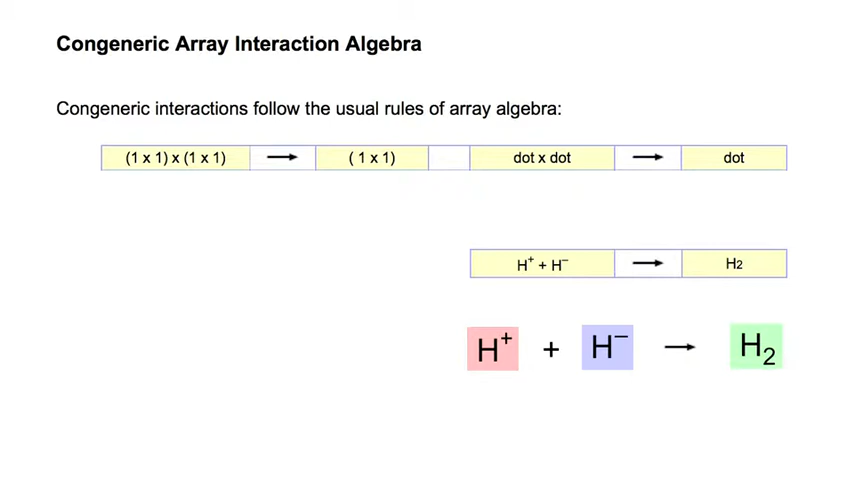 Congeneric Array Interaction Algebra
Congeneric interactions follow the usual rules of array algebra:
(1 x 1) x (1 x 1) → ( 1 x 1) dot x dot → dot
H⁺ + H⁻ → H₂
H⁺ + H⁻ → H₂